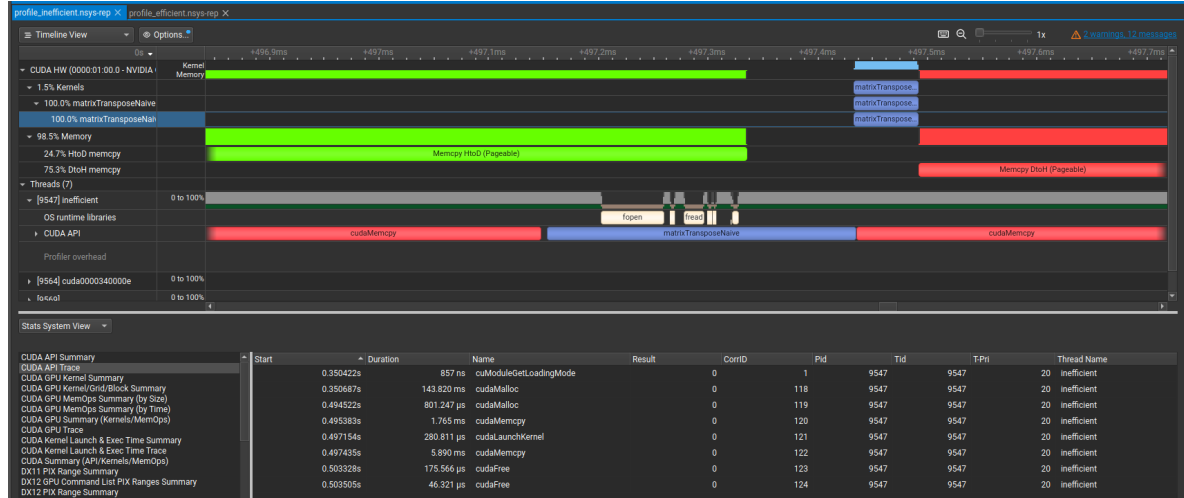 profile_inefficient.nsys-rep X profile_efficient.nsys-rep X
Timeline View Options... 1x 2 warnings, 12 messages
0s +496.9ms +497ms +497.1ms +497.2ms +497.3ms +497.4ms +497.5ms +497.6ms +497.7ms
CUDA HW (0000:01:00.0 - NVIDIA Kernel
Memory
1.5% Kernels matrixTranspose...
100.0% matrixTransposeNaive matrixTranspose...
100.0% matrixTransposeNai matrixTranspose...
98.5% Memory
24.7% HtoD memcpy Memcpy HtoD (Pageable)
75.3% DtoH memcpy Memcpy DtoH (Pageable)
Threads (7)
[9547] inefficient 0 to 100%
OS runtime libraries fopen fread
CUDA API cudaMemcpy matrixTransposeNaive cudaMemcpy
Profiler overhead
[9564] cuda0000340000e 0 to 100%
[9569] 0 to 100%
Stats System View
CUDA API Summary
CUDA API Trace
CUDA GPU Kernel Summary
CUDA GPU Kernel/Grid/Block Summary
CUDA GPU MemOps Summary (by Size)
CUDA GPU MemOps Summary (by Time)
CUDA GPU Summary (Kernels/MemOps)
CUDA GPU Trace
CUDA Kernel Launch & Exec Time Summary
CUDA Kernel Launch & Exec Time Trace
CUDA Summary (API/Kernels/MemOps)
DX11 PIX Range Summary
DX12 GPU Command List PIX Ranges Summary
DX12 PIX Range Summary
Start Duration Name Result CorrID Pid Tid T-Pri Thread Name
0.350422s 857 ns cuModuleGetLoadingMode 0 1 9547 9547 20 inefficient
0.350687s 143.820 ms cudaMalloc 0 118 9547 9547 20 inefficient
0.494522s 801.247 μs cudaMalloc 0 119 9547 9547 20 inefficient
0.495383s 1.765 ms cudaMemcpy 0 120 9547 9547 20 inefficient
0.497154s 280.811 μs cudaLaunchKernel 0 121 9547 9547 20 inefficient
0.497435s 5.890 ms cudaMemcpy 0 122 9547 9547 20 inefficient
0.503328s 175.566 μs cudaFree 0 123 9547 9547 20 inefficient
0.503505s 46.321 μs cudaFree 0 124 9547 9547 20 inefficient